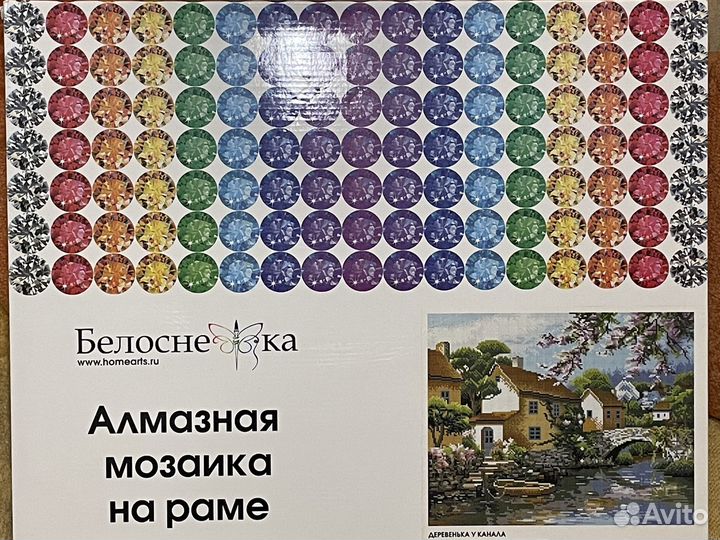 Белоснежка
www.homearts.ru
Алмазная
мозаика
на раме
ДЕРЕВЕНЬКА У КАНАЛА
Avito